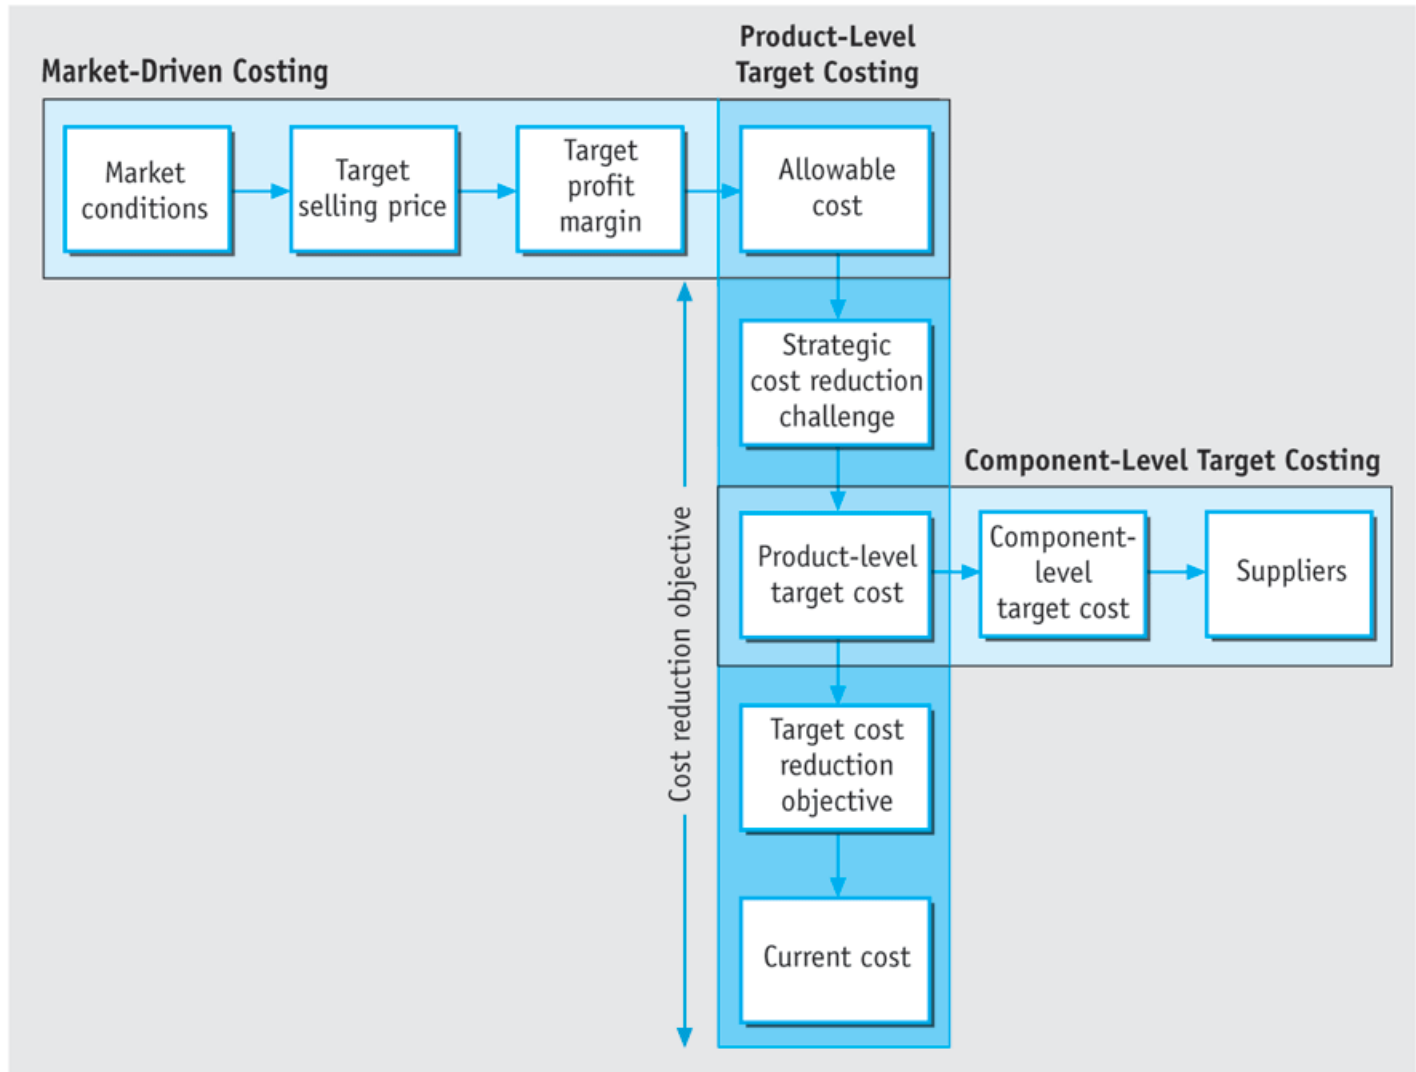 Product-Level
Target Costing
Market-Driven Costing
Market
conditions
Target
selling price
Target
profit
margin
Allowable
cost
Strategic
cost reduction
challenge
Component-Level Target Costing
Cost reduction objective
Product-level
target cost
Component-
level
target cost
Suppliers
Target cost
reduction
objective
Current cost